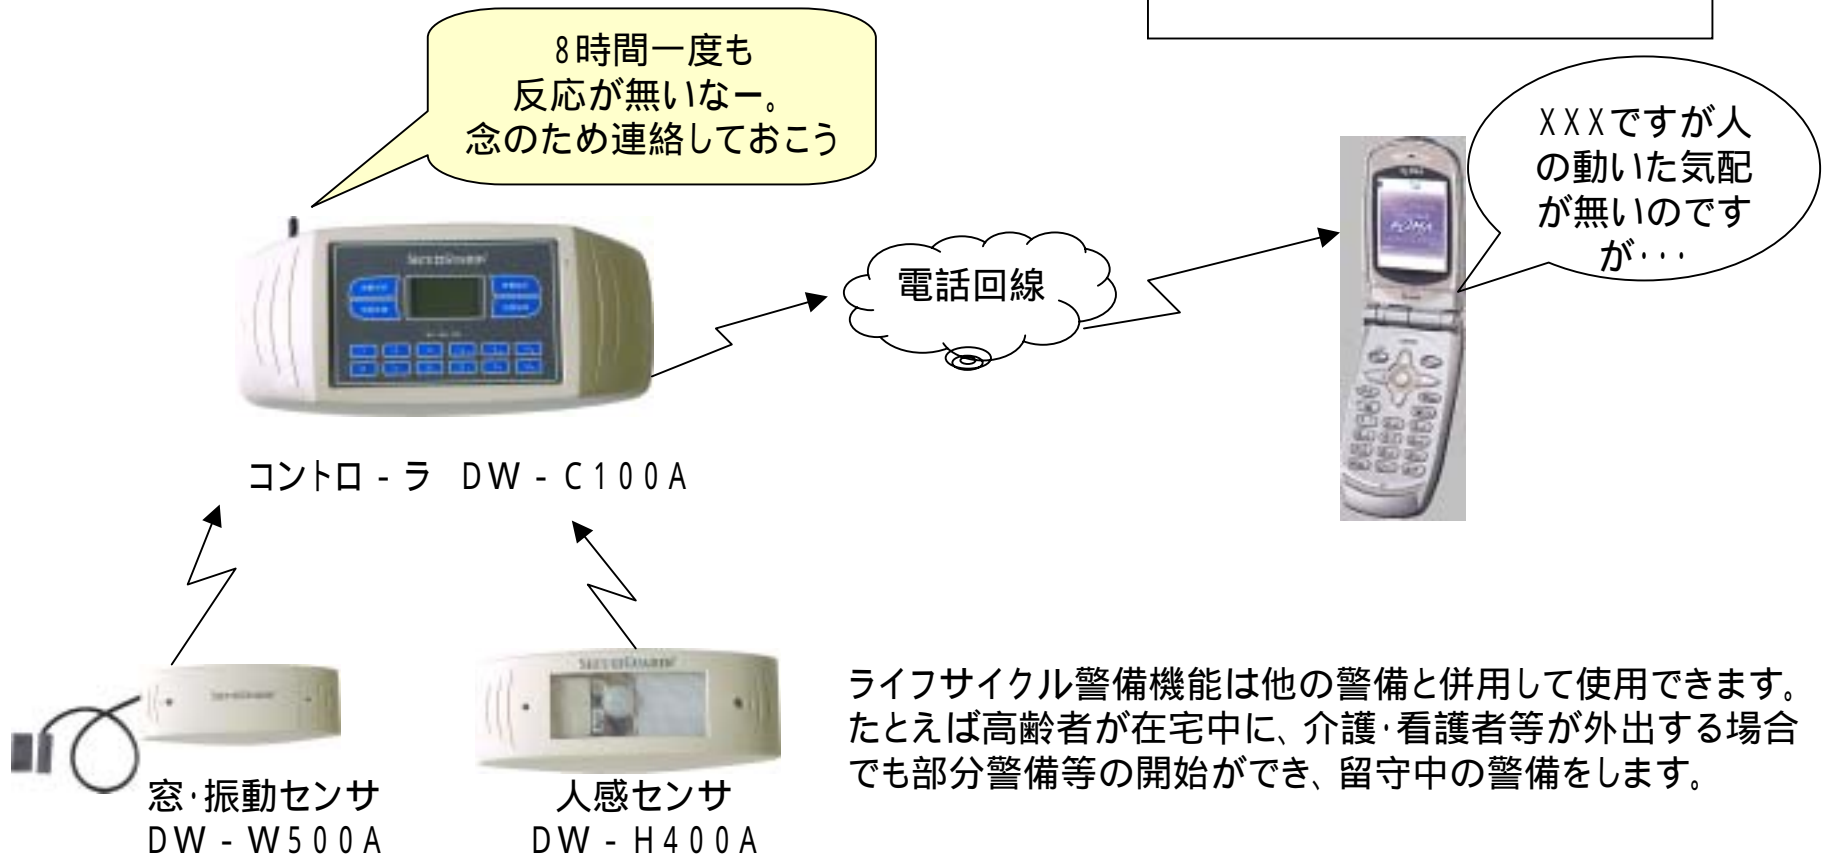 8時間一度も
反応が無いなー。
念のため連絡しておこう
XXXですが人
の動いた気配
が無いのです
が・・・
電話回線
コントロ-ラ DW-C100A
窓・振動センサ
DW-W500A
人感センサ
DW-H400A
ライフサイクル警備機能は他の警備と併用して使用できます。
たとえば高齢者が在宅中に、介護・看護者等が外出する場合
でも部分警備等の開始ができ、留守中の警備をします。